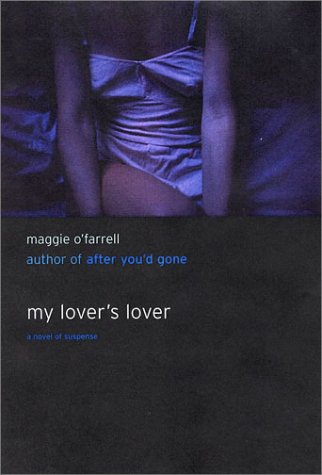 maggie o'farrell
author of after you'd gone
my lover's lover
a novel of suspense